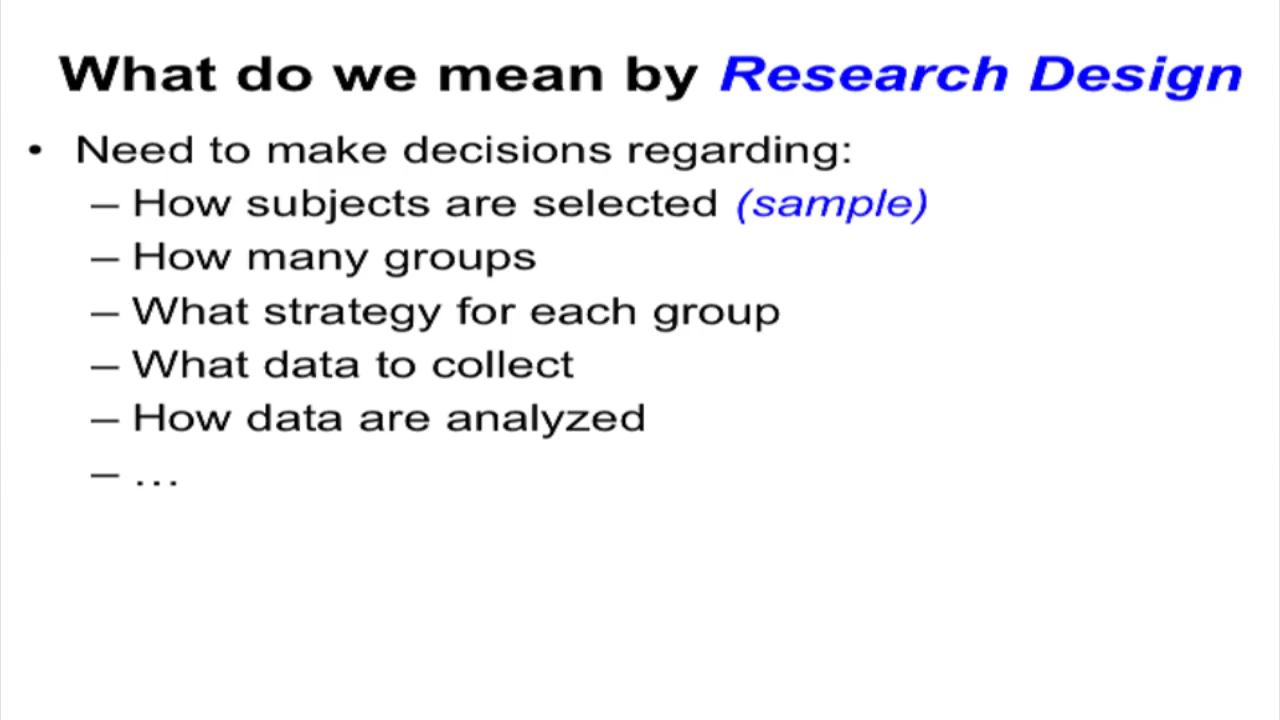 What do we mean by Research Design
• Need to make decisions regarding:
– How subjects are selected (sample)
– How many groups
– What strategy for each group
– What data to collect
– How data are analyzed
– …